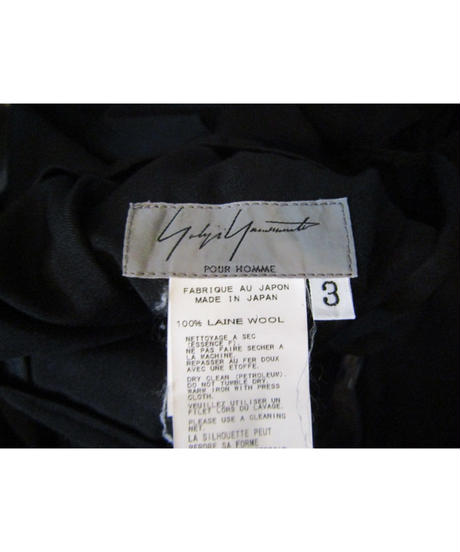 Yohji Yamamoto
POUR HOMME
3
FABRIQUE AU JAPON
MADE IN JAPAN
100% LAINE WOOL
NETTOYAGE A SEC
(ESSENCE F).
NE PAS FAIRE SECHER A
LA MACHINE.
REPASSER AU FER DOUX
AVEC UNE ETOFFE.
DRY CLEAN (PETROLEUM).
DO NOT TUMBLE DRY.
WARM IRON WITH PRESS
CLOTH.
VEUILLEZ UTILISER UN
FILET LORS DU LAVAGE.
PLEASE USE A CLEANING
NET.
LA SILHOUETTE PEUT
PERDRE SA FORME